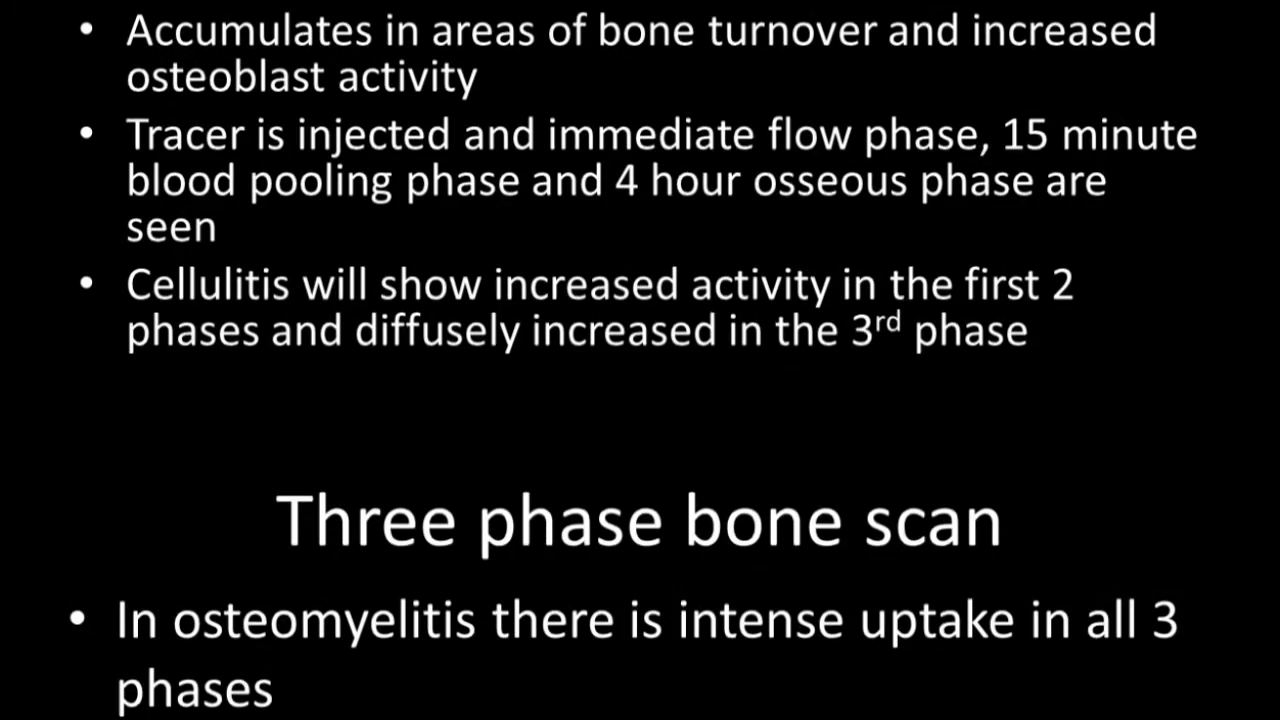 • Accumulates in areas of bone turnover and increased
osteoblast activity
• Tracer is injected and immediate flow phase, 15 minute
blood pooling phase and 4 hour osseous phase are
seen
• Cellulitis will show increased activity in the first 2
phases and diffusely increased in the 3rd phase
Three phase bone scan
• In osteomyelitis there is intense uptake in all 3
phases